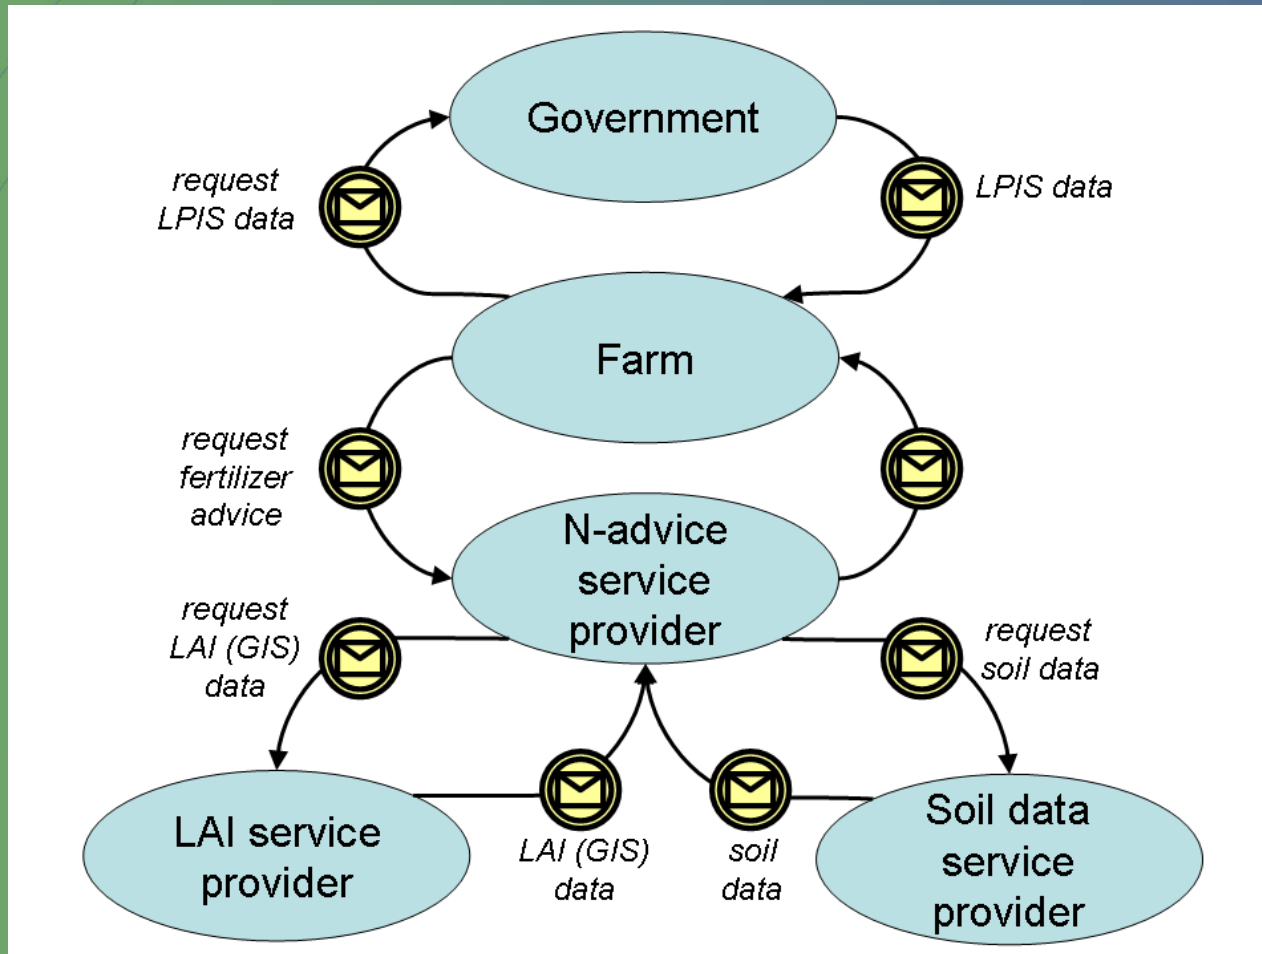 Government
request
LPIS data
LPIS data
Farm
request
fertilizer
advice
N-advice
service
provider
request
LAI (GIS)
data
request
soil data
LAI service
provider
LAI (GIS)
data
soil
data
Soil data
service
provider